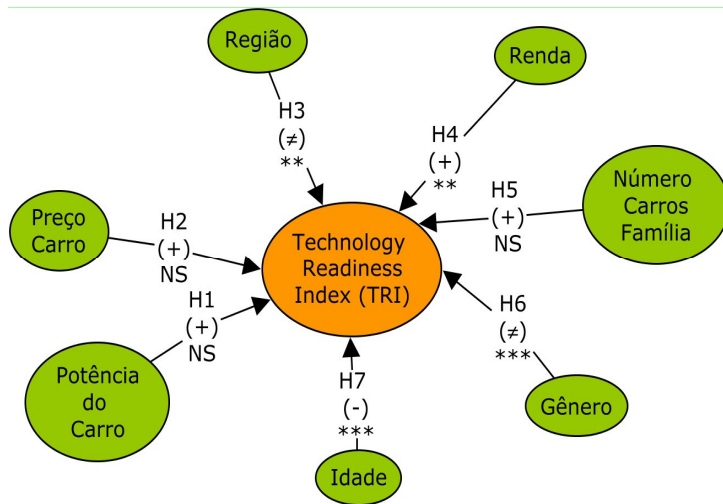 Região
H3
(≠)
**
Renda
H4
(+)
**
Número
Carros
Família
H5
(+)
NS
Preço
Carro
H2
(+)
NS
Technology
Readiness
Index (TRI)
H1
(+)
NS
Potência
do
Carro
H6
(≠)
***
Gênero
H7
(-)
***
Idade